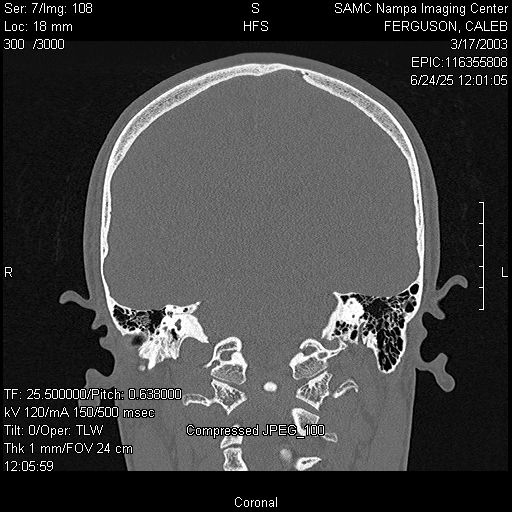 Ser: 7/Img: 108
S
SAMC Nampa Imaging Center
Loc: 18 mm
HFS
FERGUSON, CALEB
300 /3000
3/17/2003
EPIC:116355808
6/24/25 12:01:05
R
L
TF: 25.500000/Pitch: 0.638000
kV 120/mA 150/500 msec
Tilt: 0/Oper: TLW
Compressed JPEG_100
Thk 1 mm/FOV 24 cm
12:05:59
Coronal